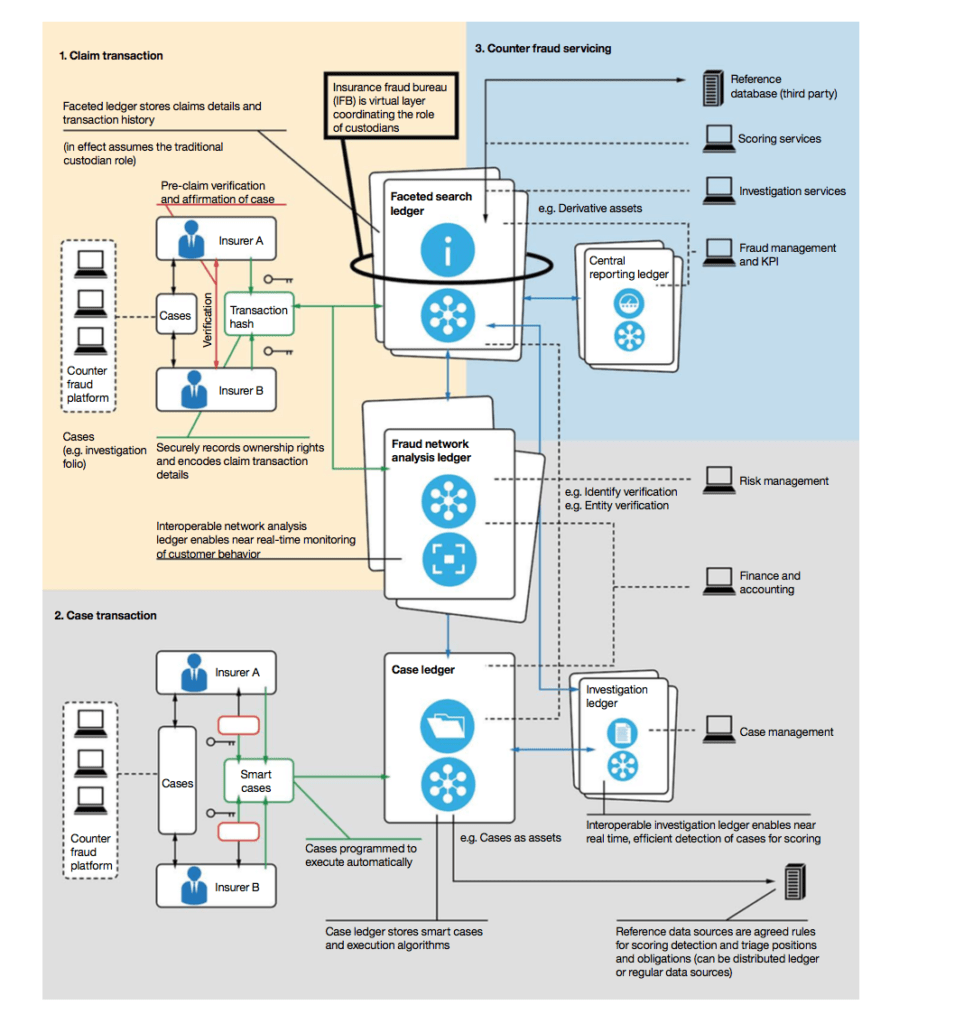 1. Claim transaction
3. Counter fraud servicing
Faceted ledger stores claims details and
transaction history
(in effect assumes the traditional
custodian role)
Insurance fraud bureau
(IFB) is virtual layer
coordinating the role
of custodians
Reference
database (third party)
Scoring services
Investigation services
Fraud management
and KPI
Pre-claim verification
and affirmation of case
Faceted search
ledger
e.g. Derivative assets
Insurer A
Cases
Verification
Transaction
hash
Insurer B
Central
reporting ledger
Counter
fraud
platform
Cases
(e.g. investigation
folio)
Securely records ownership rights
and encodes claim transaction
details
Fraud network
analysis ledger
e.g. Identify verification
e.g. Entity verification
Risk management
Interoperable network analysis
ledger enables near real-time monitoring
of customer behavior
Finance and
accounting
2. Case transaction
Insurer A
Cases
Smart
cases
Insurer B
Counter
fraud
platform
Case ledger
Investigation
ledger
Case management
Cases programmed to
execute automatically
e.g. Cases as assets
Interoperable investigation ledger enables near
real time, efficient detection of cases for scoring
Case ledger stores smart cases
and execution algorithms
Reference data sources are agreed rules
for scoring detection and triage positions
and obligations (can be distributed ledger
or regular data sources)